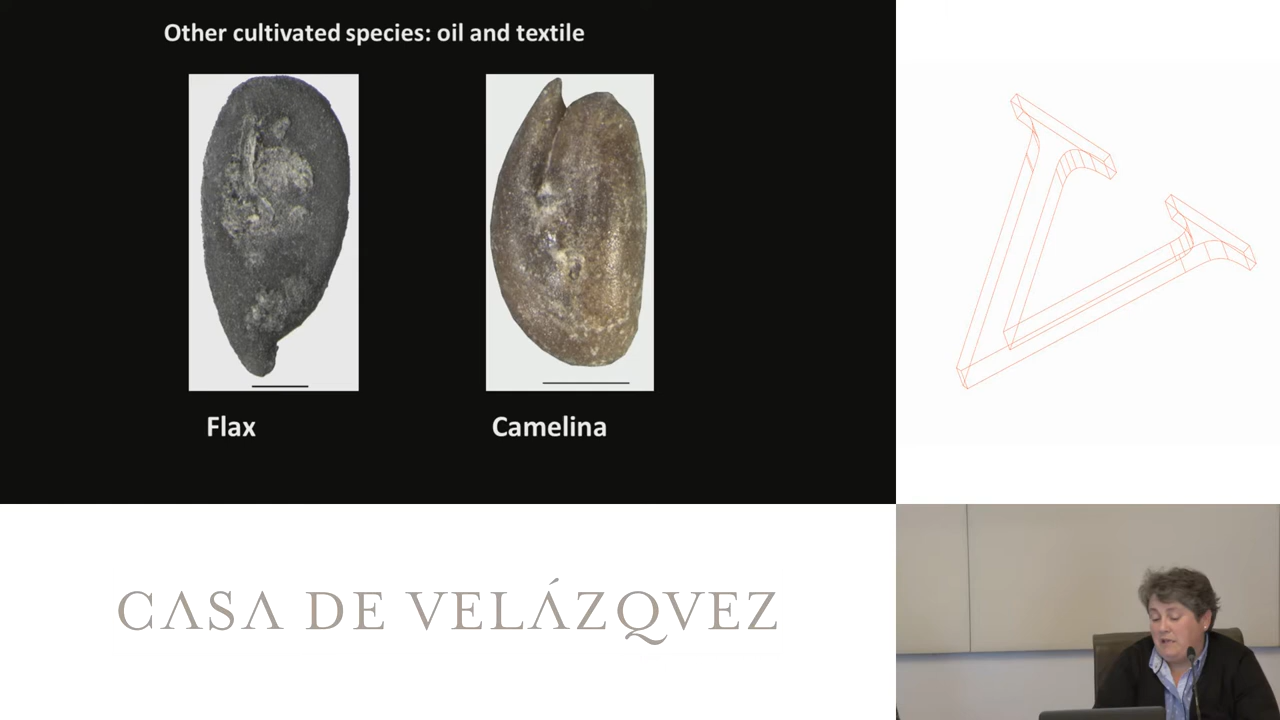 Other cultivated species: oil and textile
Flax
Camelina
CASA DE VELÁZQVEZ